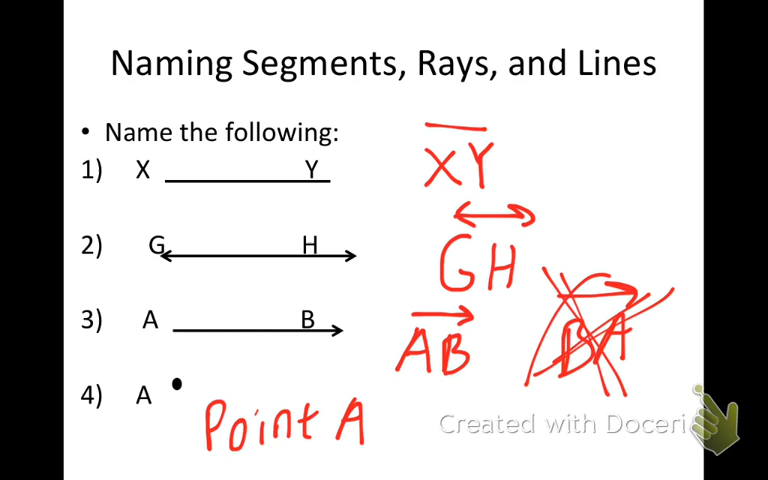 Naming Segments, Rays, and Lines
• Name the following:
1) X Y XY
2) G H GH
3) A B AB BA
4) A Point A
Created with Doceri